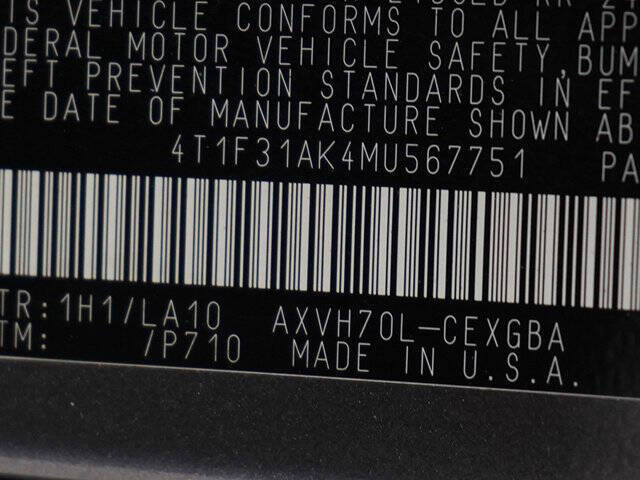 IS VEHICLE CONFORMS TO ALL APP
DERAL MOTOR VEHICLE SAFETY, BUM
EFT PREVENTION STANDARDS IN EF
E DATE OF MANUFACTURE SHOWN AB
4T1F31AK4MU567751 PA
TR: 1H1/LA10 AXVH70L-CEXGBA
TM: /P710 MADE IN U.S.A.